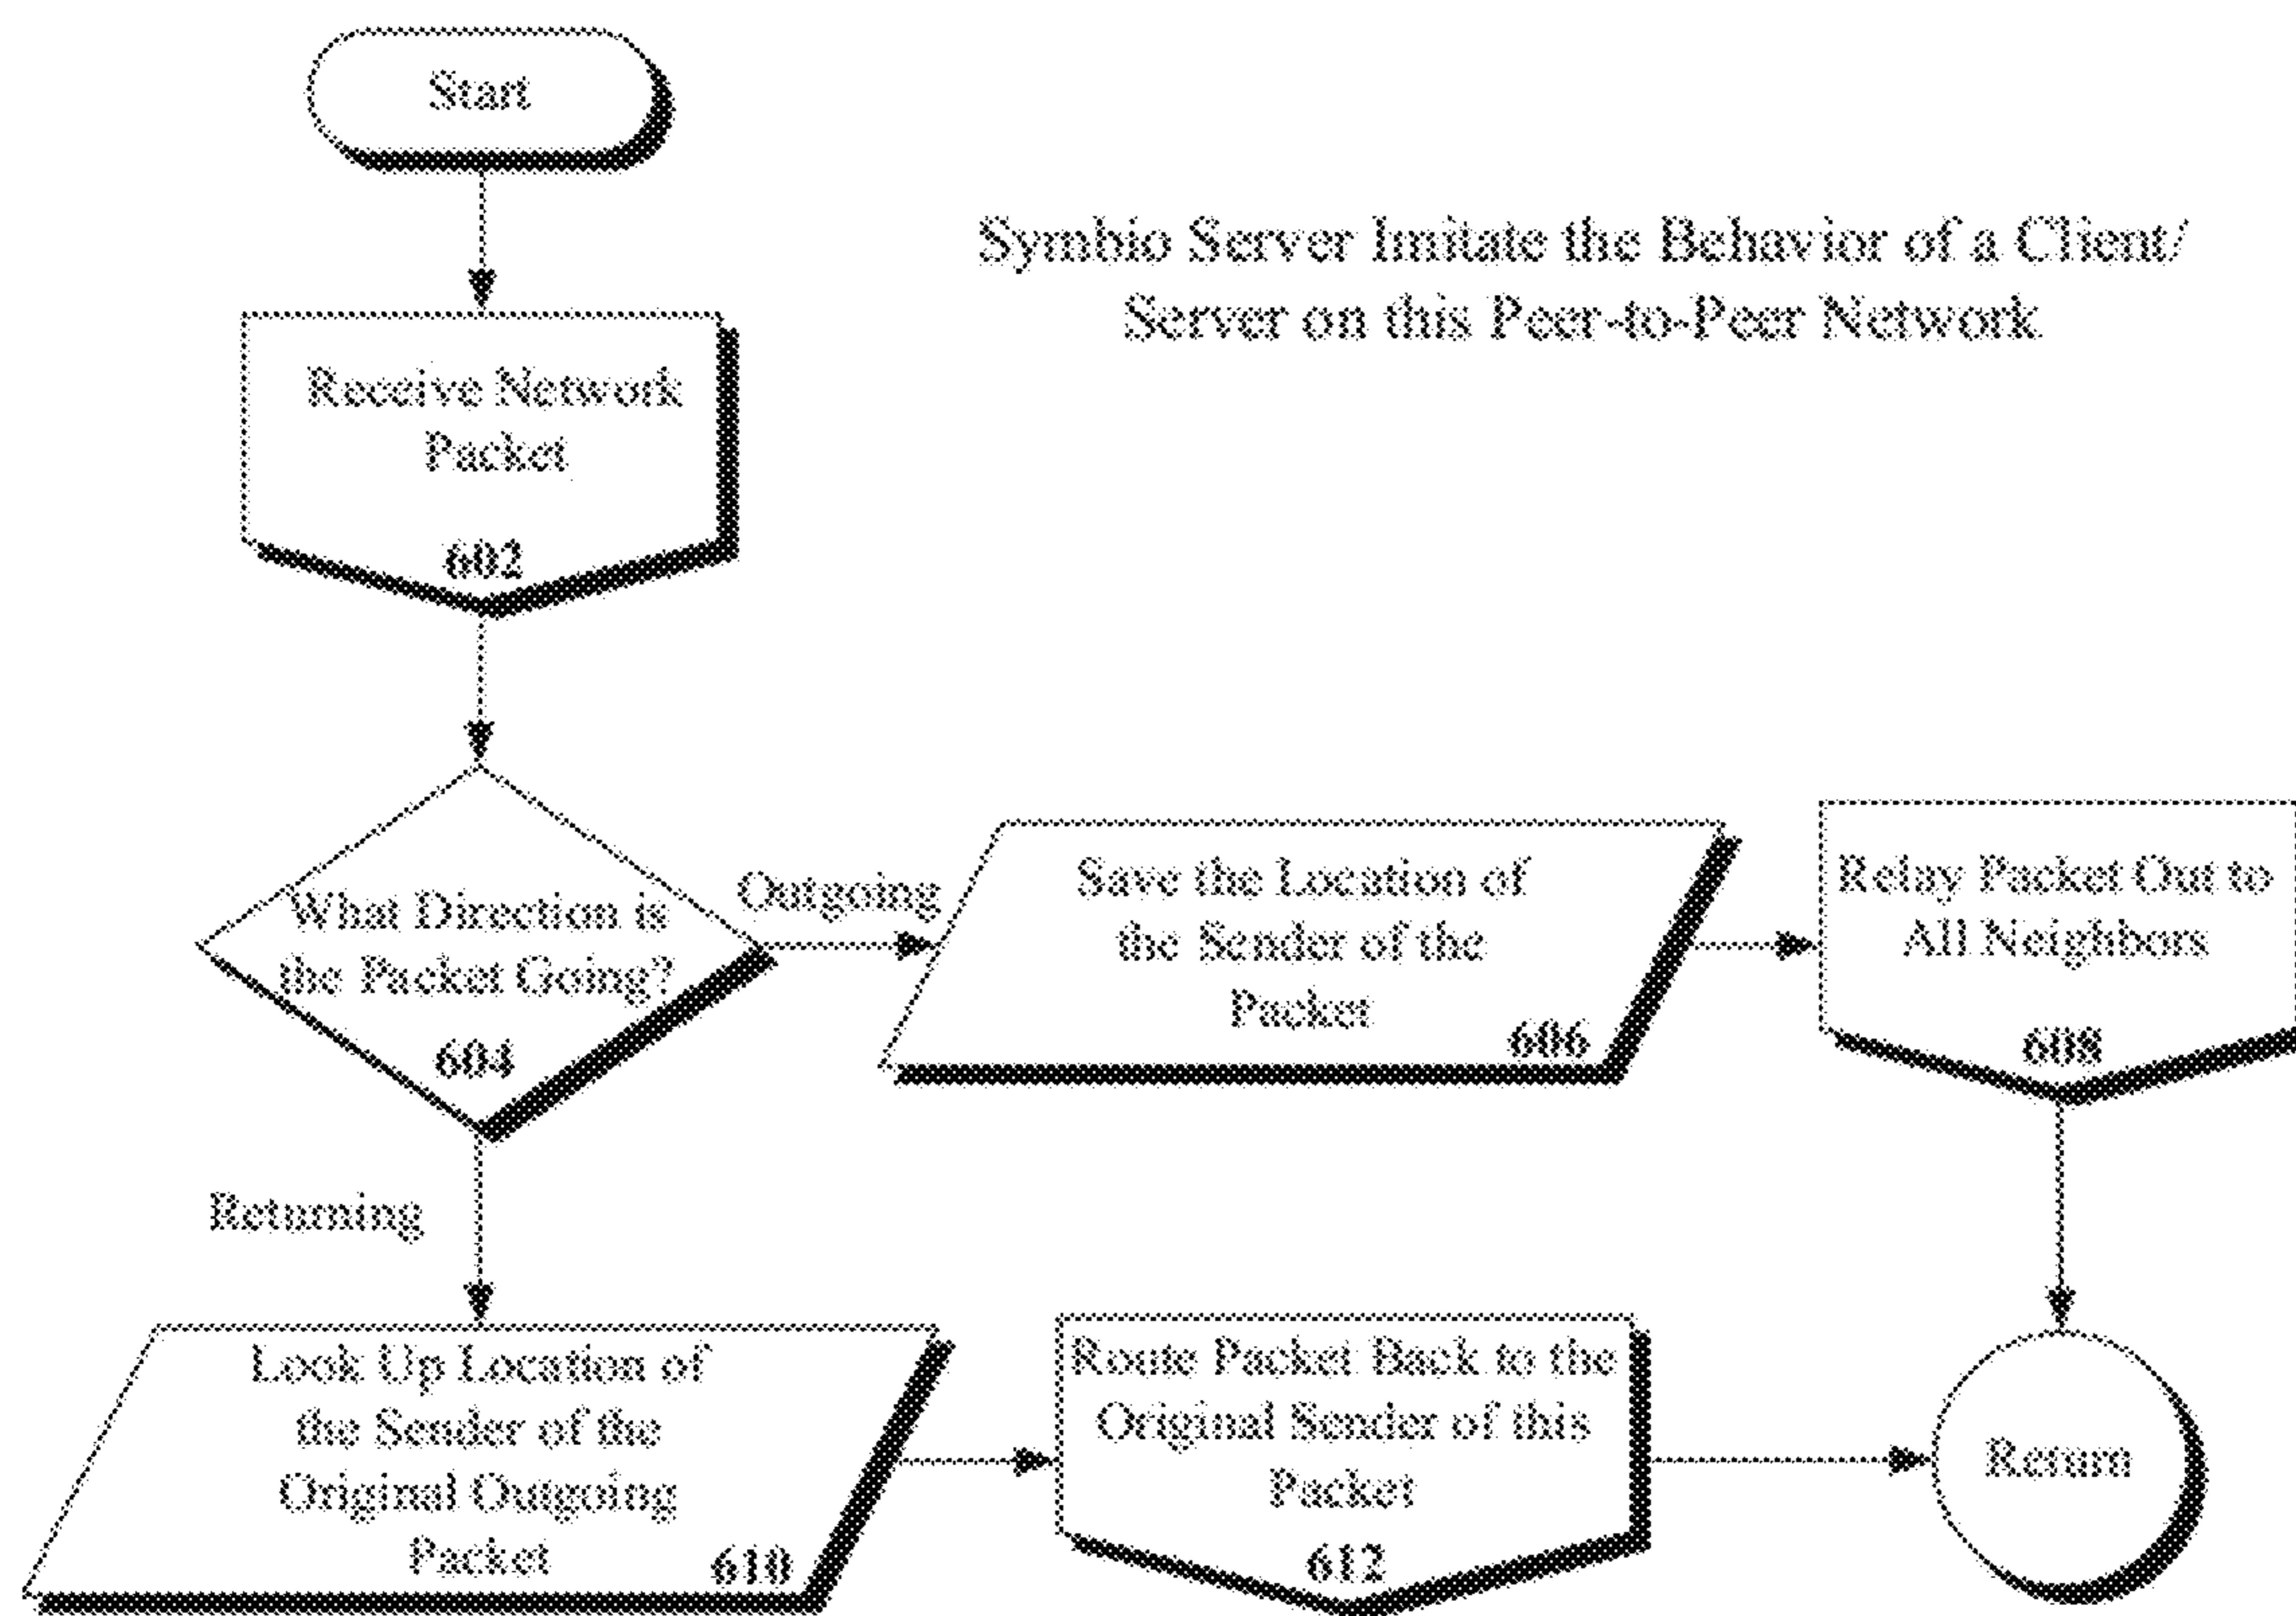 Start
Symbio Server Imitate the Behavior of a Client/
Server on this Peer-to-Peer Network
Receive Network
Packet
602
What Direction is
the Packet Going?
604
Outgoing
Save the Location of
the Sender of the
Packet
606
Relay Packet Out to
All Neighbors
608
Returning
Look Up Location of
the Sender of the
Original Outgoing
Packet
610
Route Packet Back to the
Original Sender of this
Packet
612
Rerurn